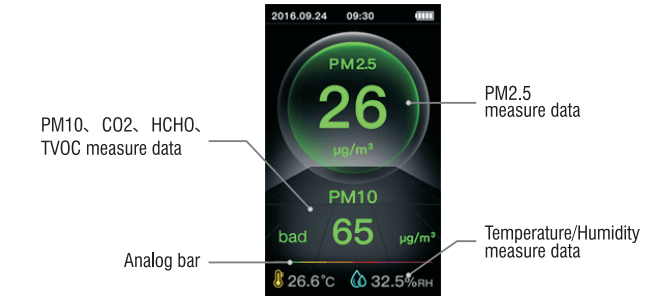 2016.09.24 09:30
PM2.5
26
μg/m³
PM2.5
measure data
PM10、CO2、HCHO、
TVOC measure data
PM10
bad 65 μg/m³
Temperature/Humidity
measure data
Analog bar
26.6°C 32.5%RH